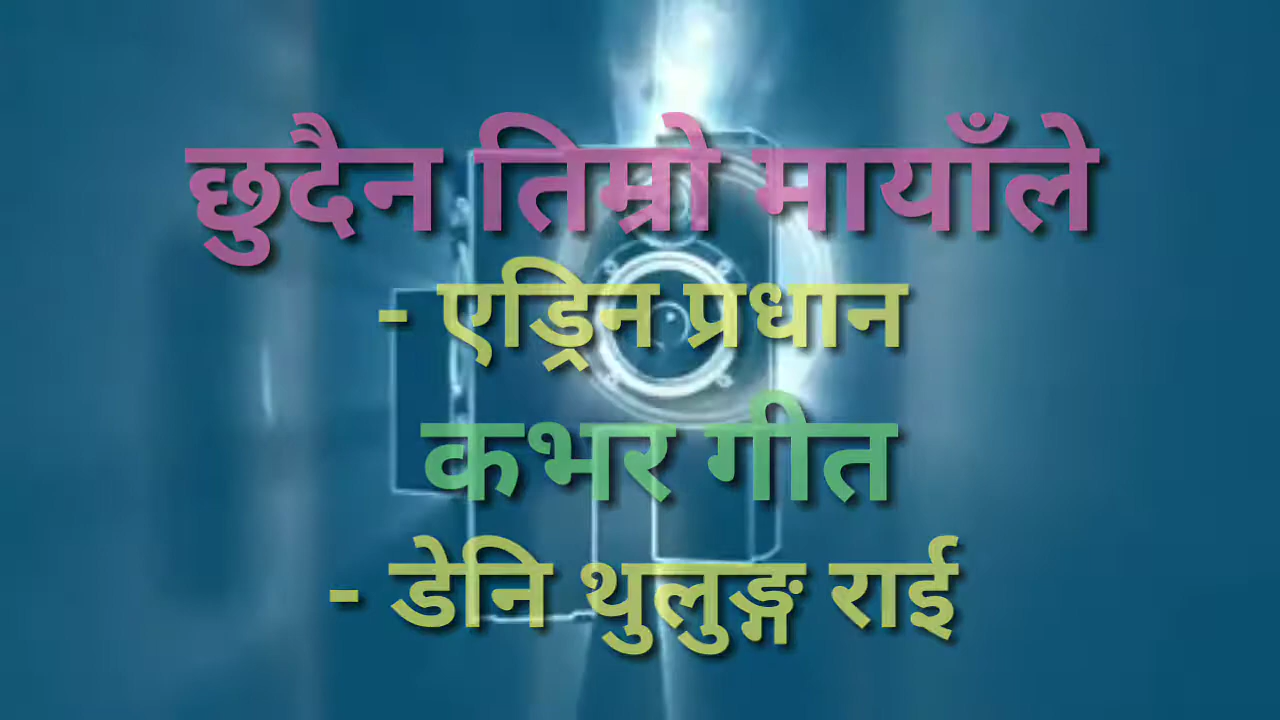 छुदैन तिम्रो मायाँले
- एड्रिन प्रधान
कभर गीत
- डेनि थुलुङ्ग राई